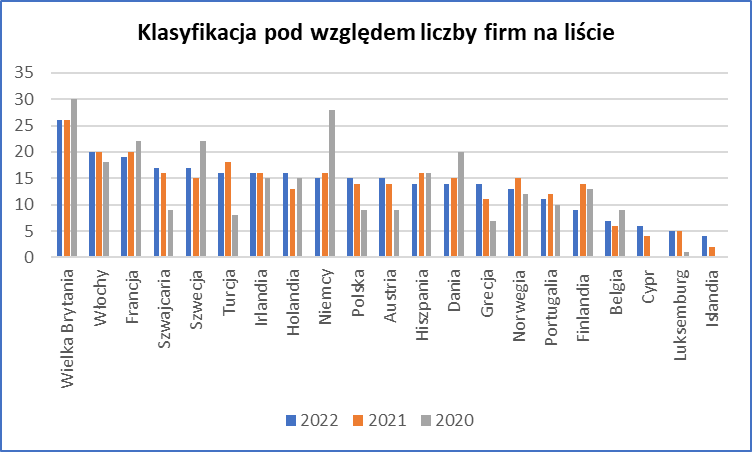 Klasyfikacja pod względem liczby firm na liście
35
30
25
20
15
10
5
0
Wielka Brytania
Włochy
Francja
Szwajcaria
Szwecja
Turcja
Irlandia
Holandia
Niemcy
Polska
Austria
Hiszpania
Dania
Grecja
Norwegia
Portugalia
Finlandia
Belgia
Cypr
Luksemburg
Islandia
2022 2021 2020